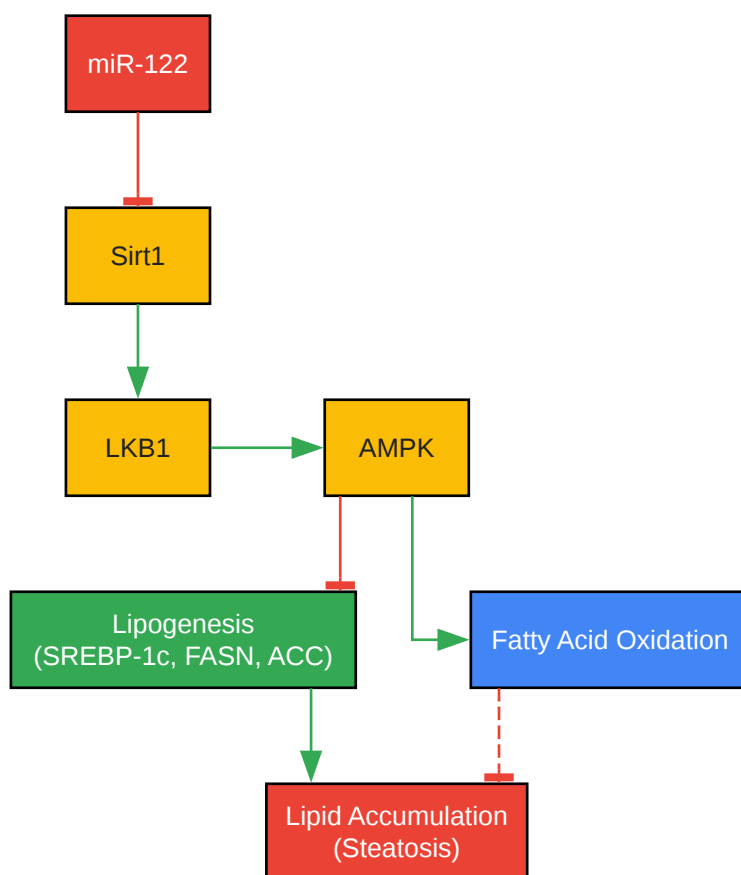 miR-122
Sirt1
LKB1
AMPK
Lipogenesis
(SREBP-1c, FASN, ACC)
Fatty Acid Oxidation
Lipid Accumulation
(Steatosis)